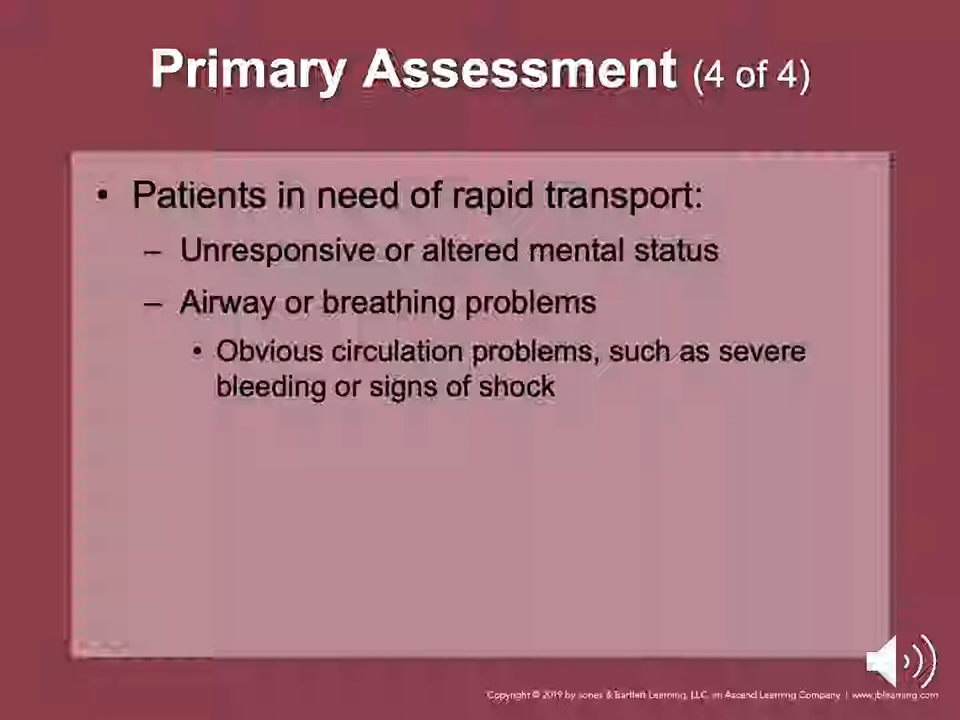 Primary Assessment (4 of 4)
• Patients in need of rapid transport:
– Unresponsive or altered mental status
– Airway or breathing problems
• Obvious circulation problems, such as severe
bleeding or signs of shock
Copyright © 2019 by Jones & Bartlett Learning, LLC, an Ascend Learning Company | www.jblearning.com